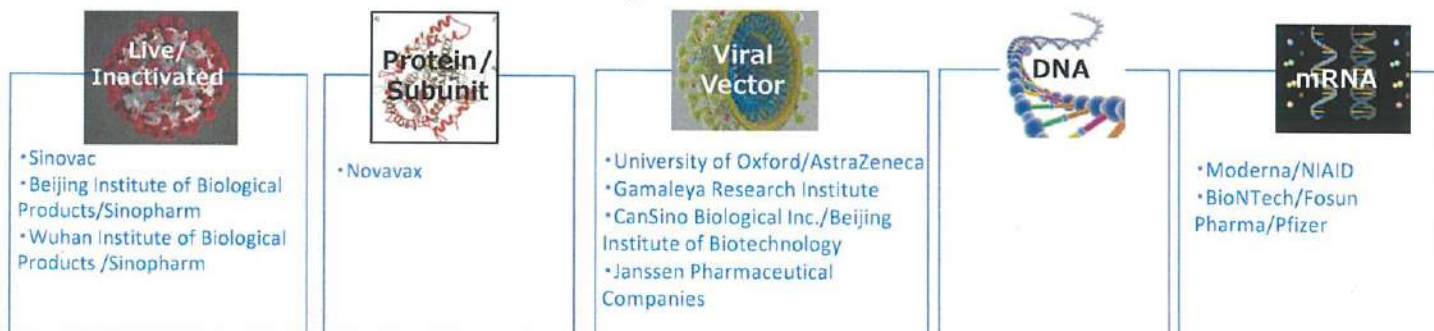 Live/
Inactivated
・Sinovac
・Beijing Institute of Biological
Products/Sinopharm
・Wuhan Institute of Biological
Products /Sinopharm
Protein/
Subunit
・Novavax
Viral
Vector
・University of Oxford/AstraZeneca
・Gamaleya Research Institute
・CanSino Biological Inc./Beijing
Institute of Biotechnology
・Janssen Pharmaceutical
Companies
DNA
mRNA
・Moderna/NIAID
・BioNTech/Fosun
Pharma/Pfizer